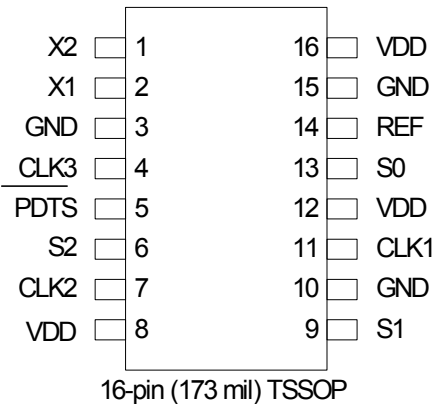 X2 1 16 VDD
X1 2 15 GND
GND 3 14 REF
CLK3 4 13 S0
PDTS 5 12 VDD
S2 6 11 CLK1
CLK2 7 10 GND
VDD 8 9 S1
16-pin (173 mil) TSSOP